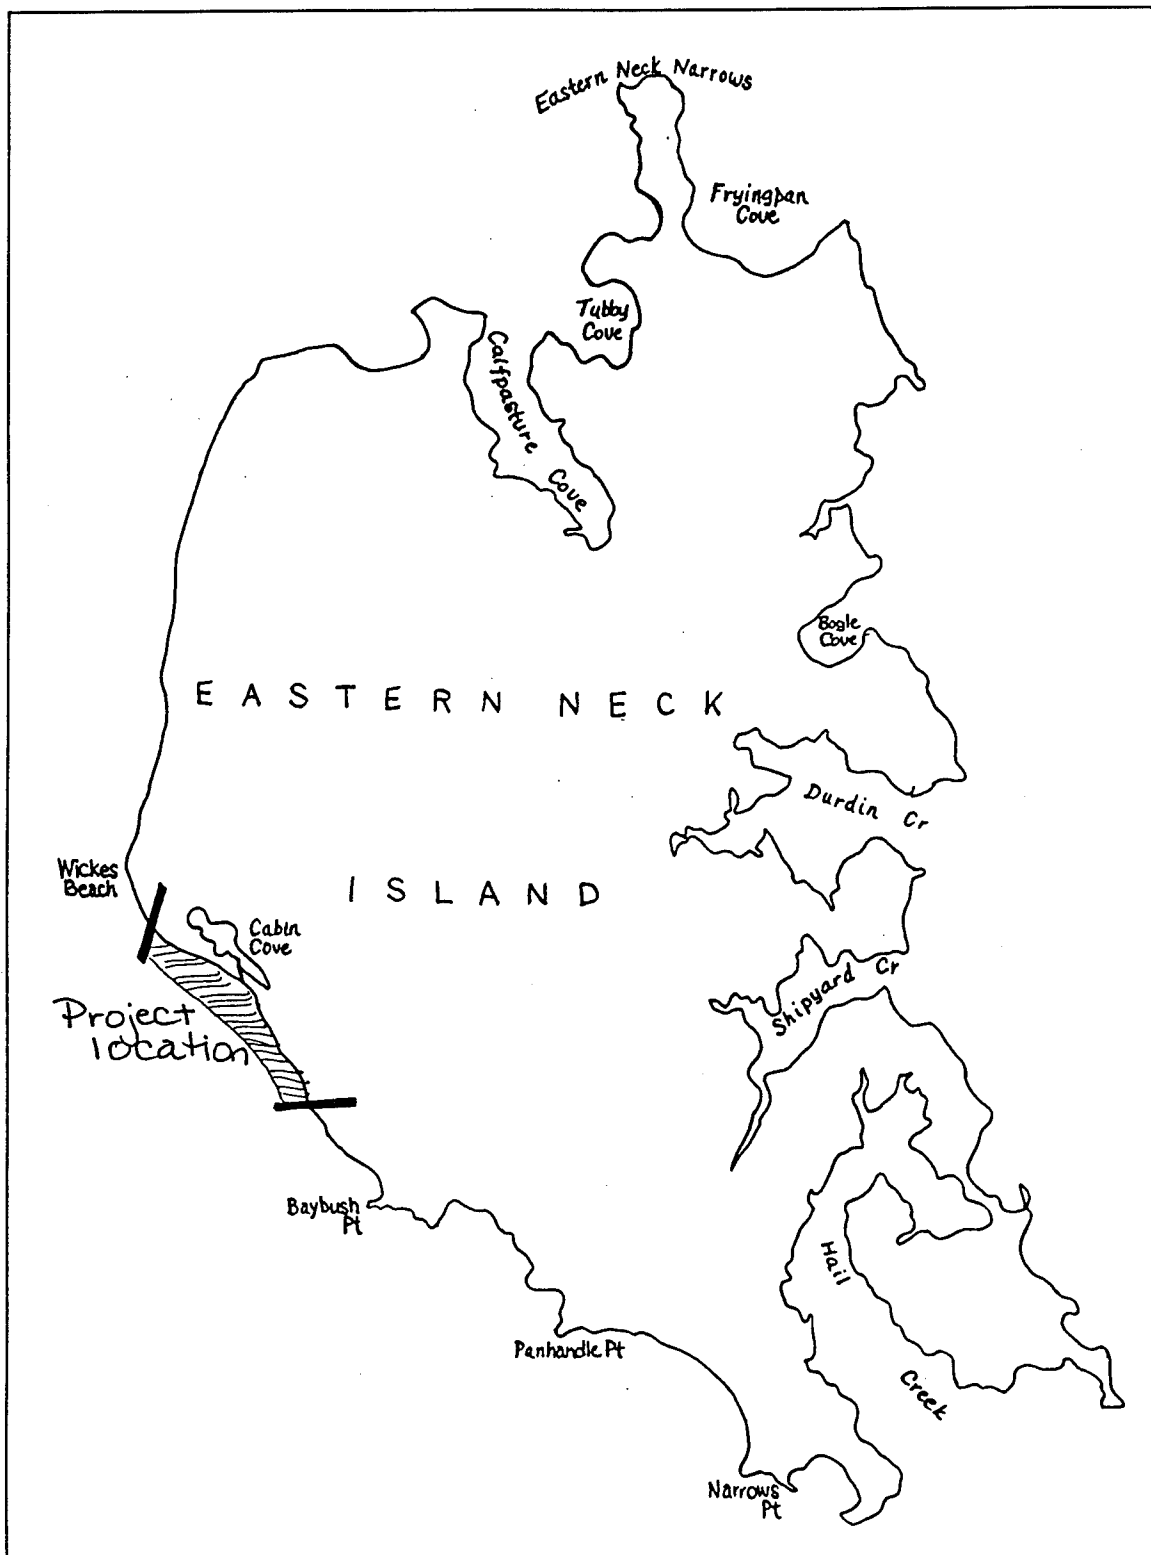 Eastern Neck Narrows
Fryingpan
Cove
Tubby
Cove
Calfpasture Cove
Bogle
Cove
EASTERN NECK
Durdin Cr
Wickes
Beach
ISLAND
Cabin
Cove
Shipyard Cr
Project
location
Baybush
Pt
Hail
Creek
Panhandle Pt
Narrows
Pt